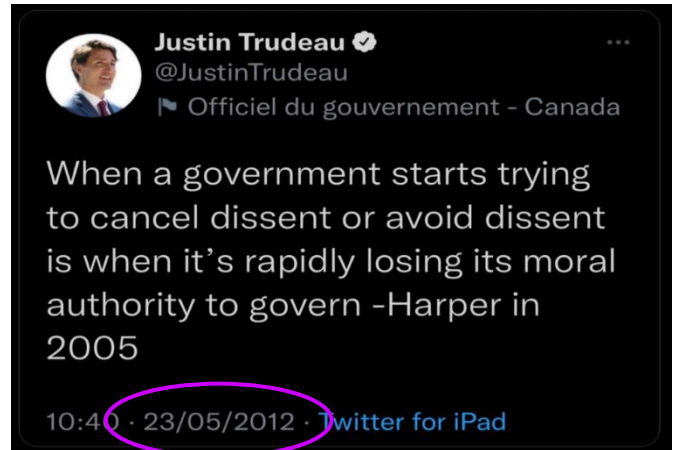 Justin Trudeau
@JustinTrudeau
Officiel du gouvernement - Canada
When a government starts trying
to cancel dissent or avoid dissent
is when it's rapidly losing its moral
authority to govern -Harper in
2005
10:40 · 23/05/2012 · Twitter for iPad